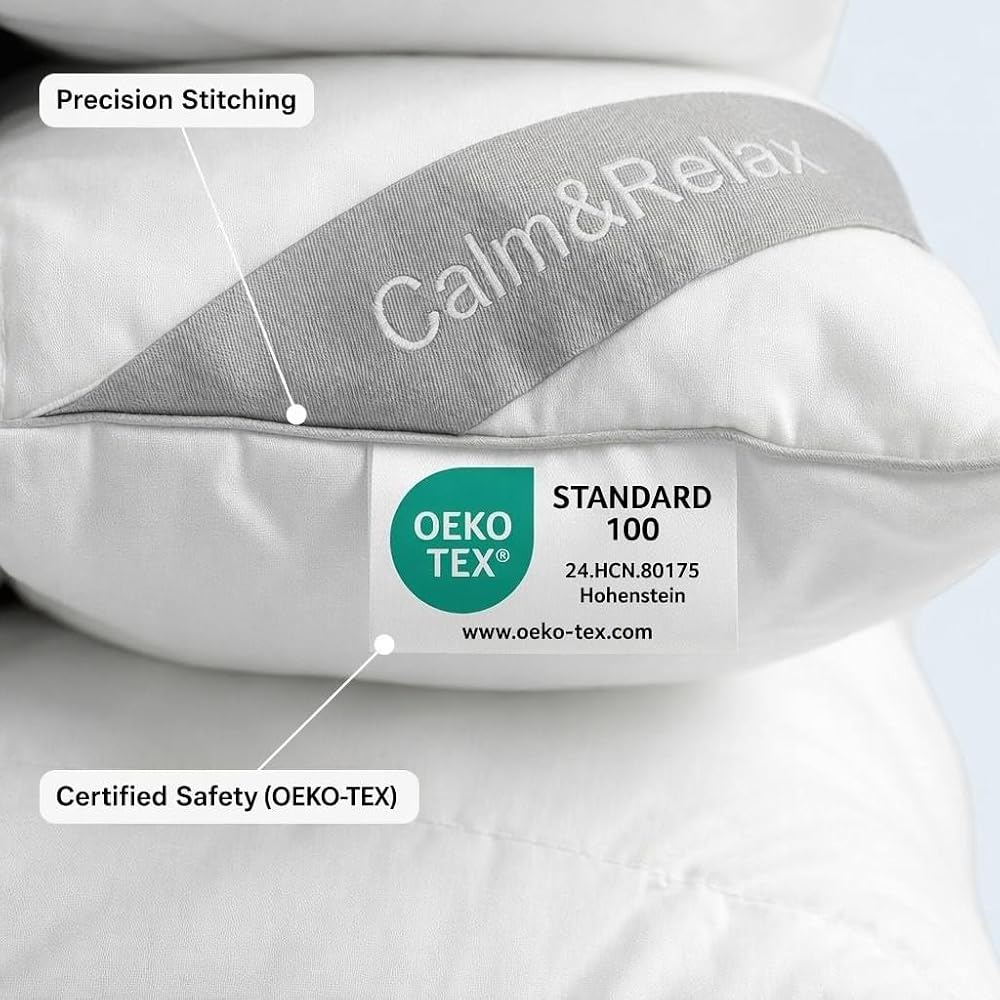 Precision Stitching
Calm&Relax
OEKO
TEX®
STANDARD
100
24.HCN.80175
Hohenstein
www.oeko-tex.com
Certified Safety (OEKO-TEX)